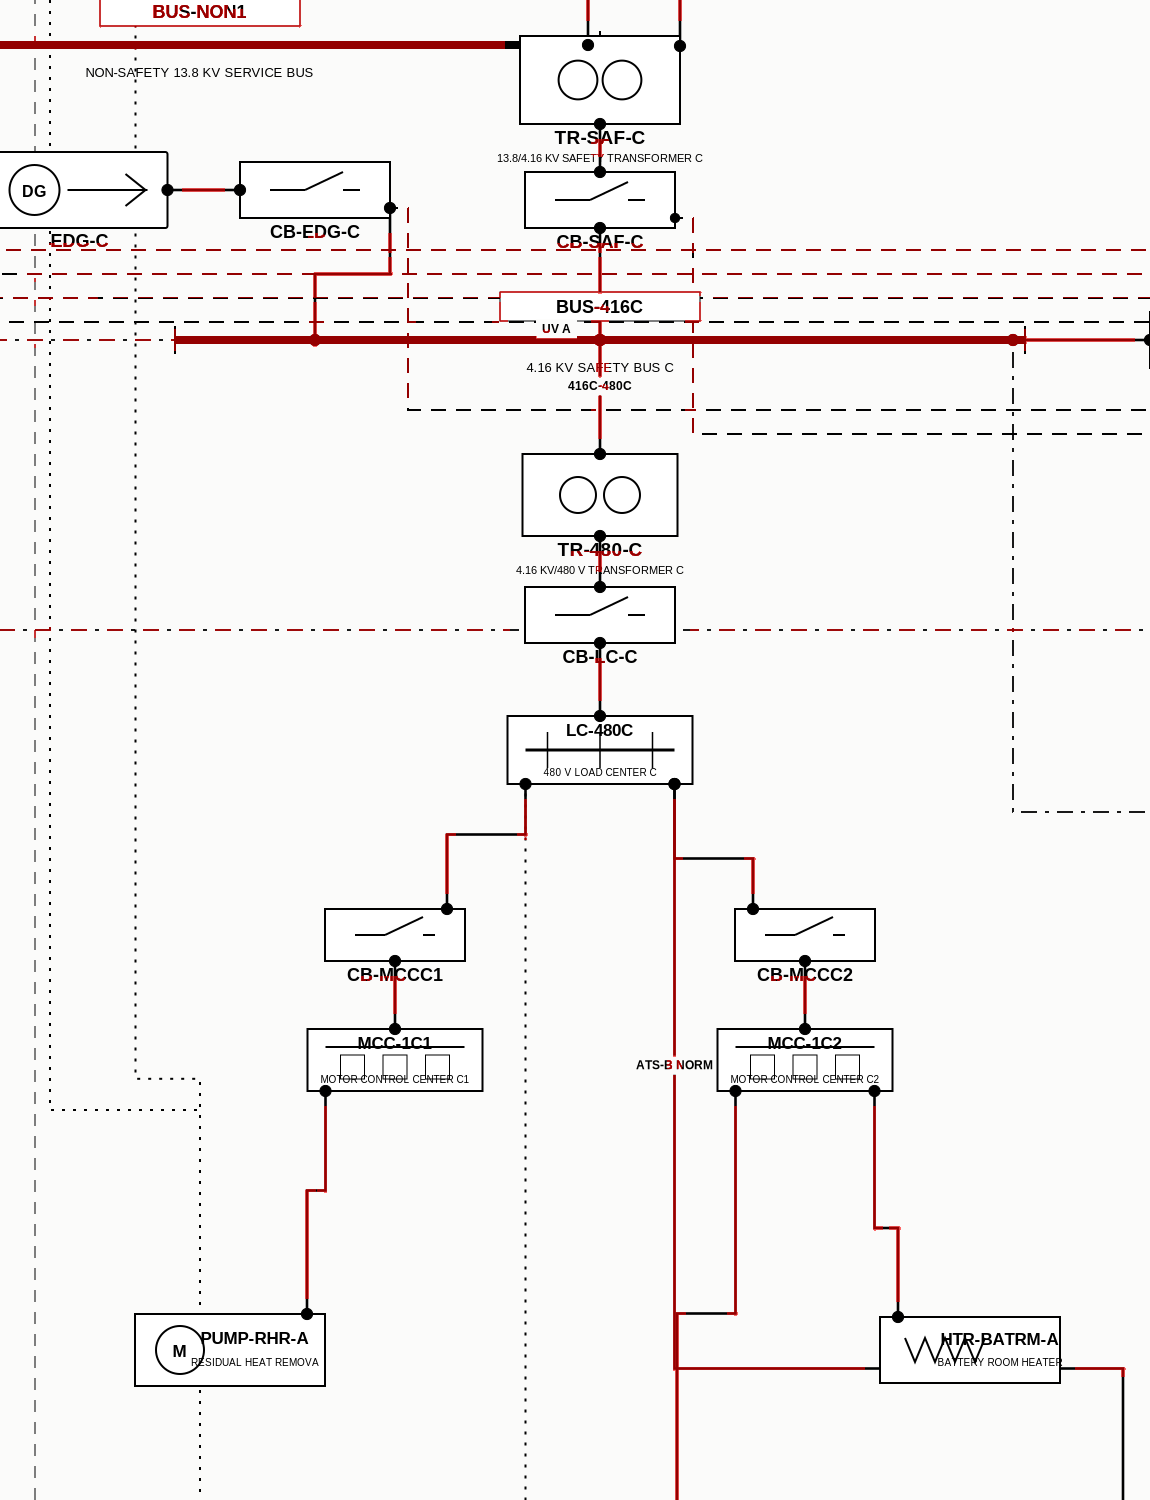 BUS-NON1
NON-SAFETY 13.8 KV SERVICE BUS
TR-SAF-C
13.8/4.16 KV SAFETY TRANSFORMER C
DG
EDG-C
CB-EDG-C
CB-SAF-C
BUS-416C
UV A
4.16 KV SAFETY BUS C
416C-480C
TR-480-C
4.16 KV/480 V TRANSFORMER C
CB-LC-C
LC-480C
480 V LOAD CENTER C
CB-MCCC1
CB-MCCC2
MCC-1C1
MOTOR CONTROL CENTER C1
MCC-1C2
MOTOR CONTROL CENTER C2
ATS-B NORM
M
PUMP-RHR-A
RESIDUAL HEAT REMOVA
HTR-BATRM-A
BATTERY ROOM HEATER